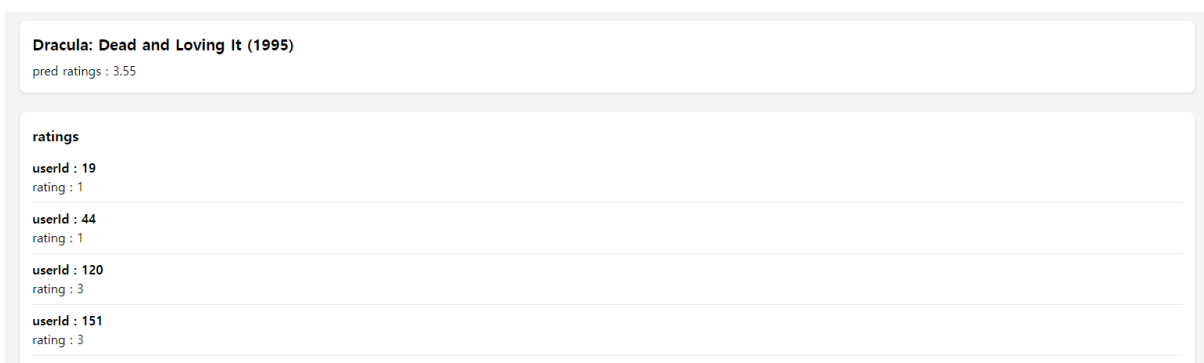 Dracula: Dead and Loving It (1995)
pred ratings : 3.55
ratings
userId : 19
rating : 1
userId : 44
rating : 1
userId : 120
rating : 3
userId : 151
rating : 3